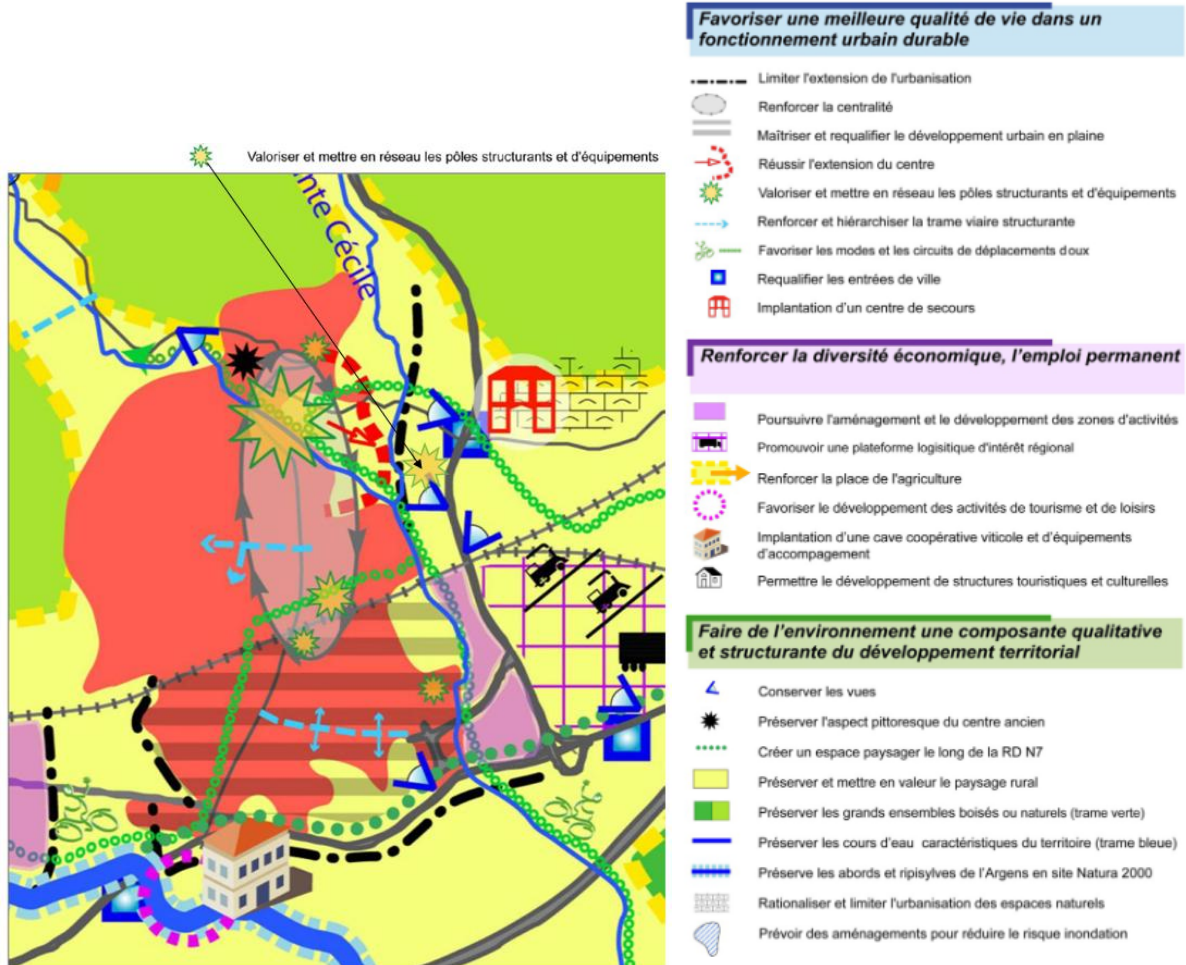 Valoriser et mettre en réseau les pôles structurants et d'équipements
nte Cécile
Favoriser une meilleure qualité de vie dans un
fonctionnement urbain durable
Limiter l'extension de l'urbanisation
Renforcer la centralité
Maîtriser et requalifier le développement urbain en plaine
Réussir l'extension du centre
Valoriser et mettre en réseau les pôles structurants et d'équipements
Renforcer et hiérarchiser la trame viaire structurante
Favoriser les modes et les circuits de déplacements doux
Requalifier les entrées de ville
Implantation d'un centre de secours
Renforcer la diversité économique, l'emploi permanent
Poursuivre l'aménagement et le développement des zones d'activités
Promouvoir une plateforme logisitique d'intérêt régional
Renforcer la place de l'agriculture
Favoriser le développement des activités de tourisme et de loisirs
Implantation d'une cave coopérative viticole et d'équipements
d'accompagement
Permettre le développement de structures touristiques et culturelles
Faire de l'environnement une composante qualitative
et structurante du développement territorial
Conserver les vues
Préserver l'aspect pittoresque du centre ancien
Créer un espace paysager le long de la RD N7
Préserver et mettre en valeur le paysage rural
Préserver les grands ensembles boisés ou naturels (trame verte)
Préserver les cours d'eau caractéristiques du territoire (trame bleue)
Préserve les abords et ripisylves de l'Argens en site Natura 2000
Rationaliser et limiter l'urbanisation des espaces naturels
Prévoir des aménagements pour réduire le risque inondation